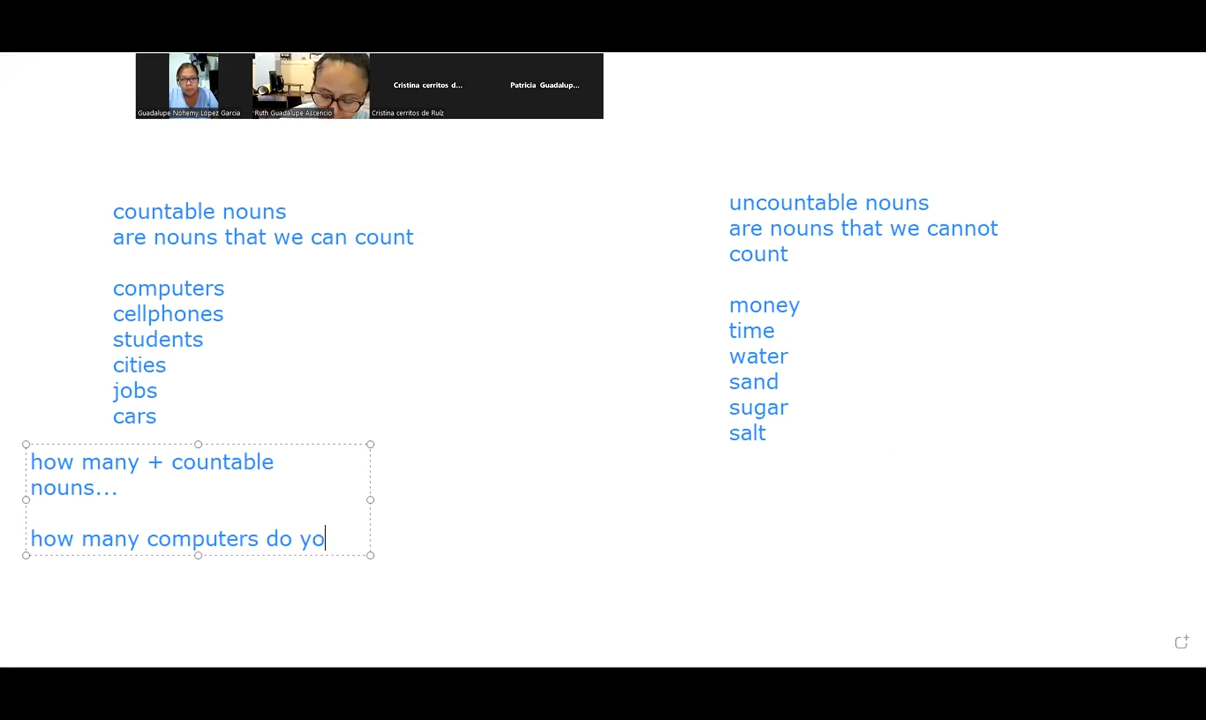 Cristina cerritos d...
Patricia Guadalup...
Guadalupe Nohemy Lopez Garcia
Ruth Guadalupe Ascencio
Cristina cerritos de Ruiz
countable nouns
are nouns that we can count
computers
cellphones
students
cities
jobs
cars
how many + countable
nouns...
how many computers do yo
uncountable nouns
are nouns that we cannot
count
money
time
water
sand
sugar
salt